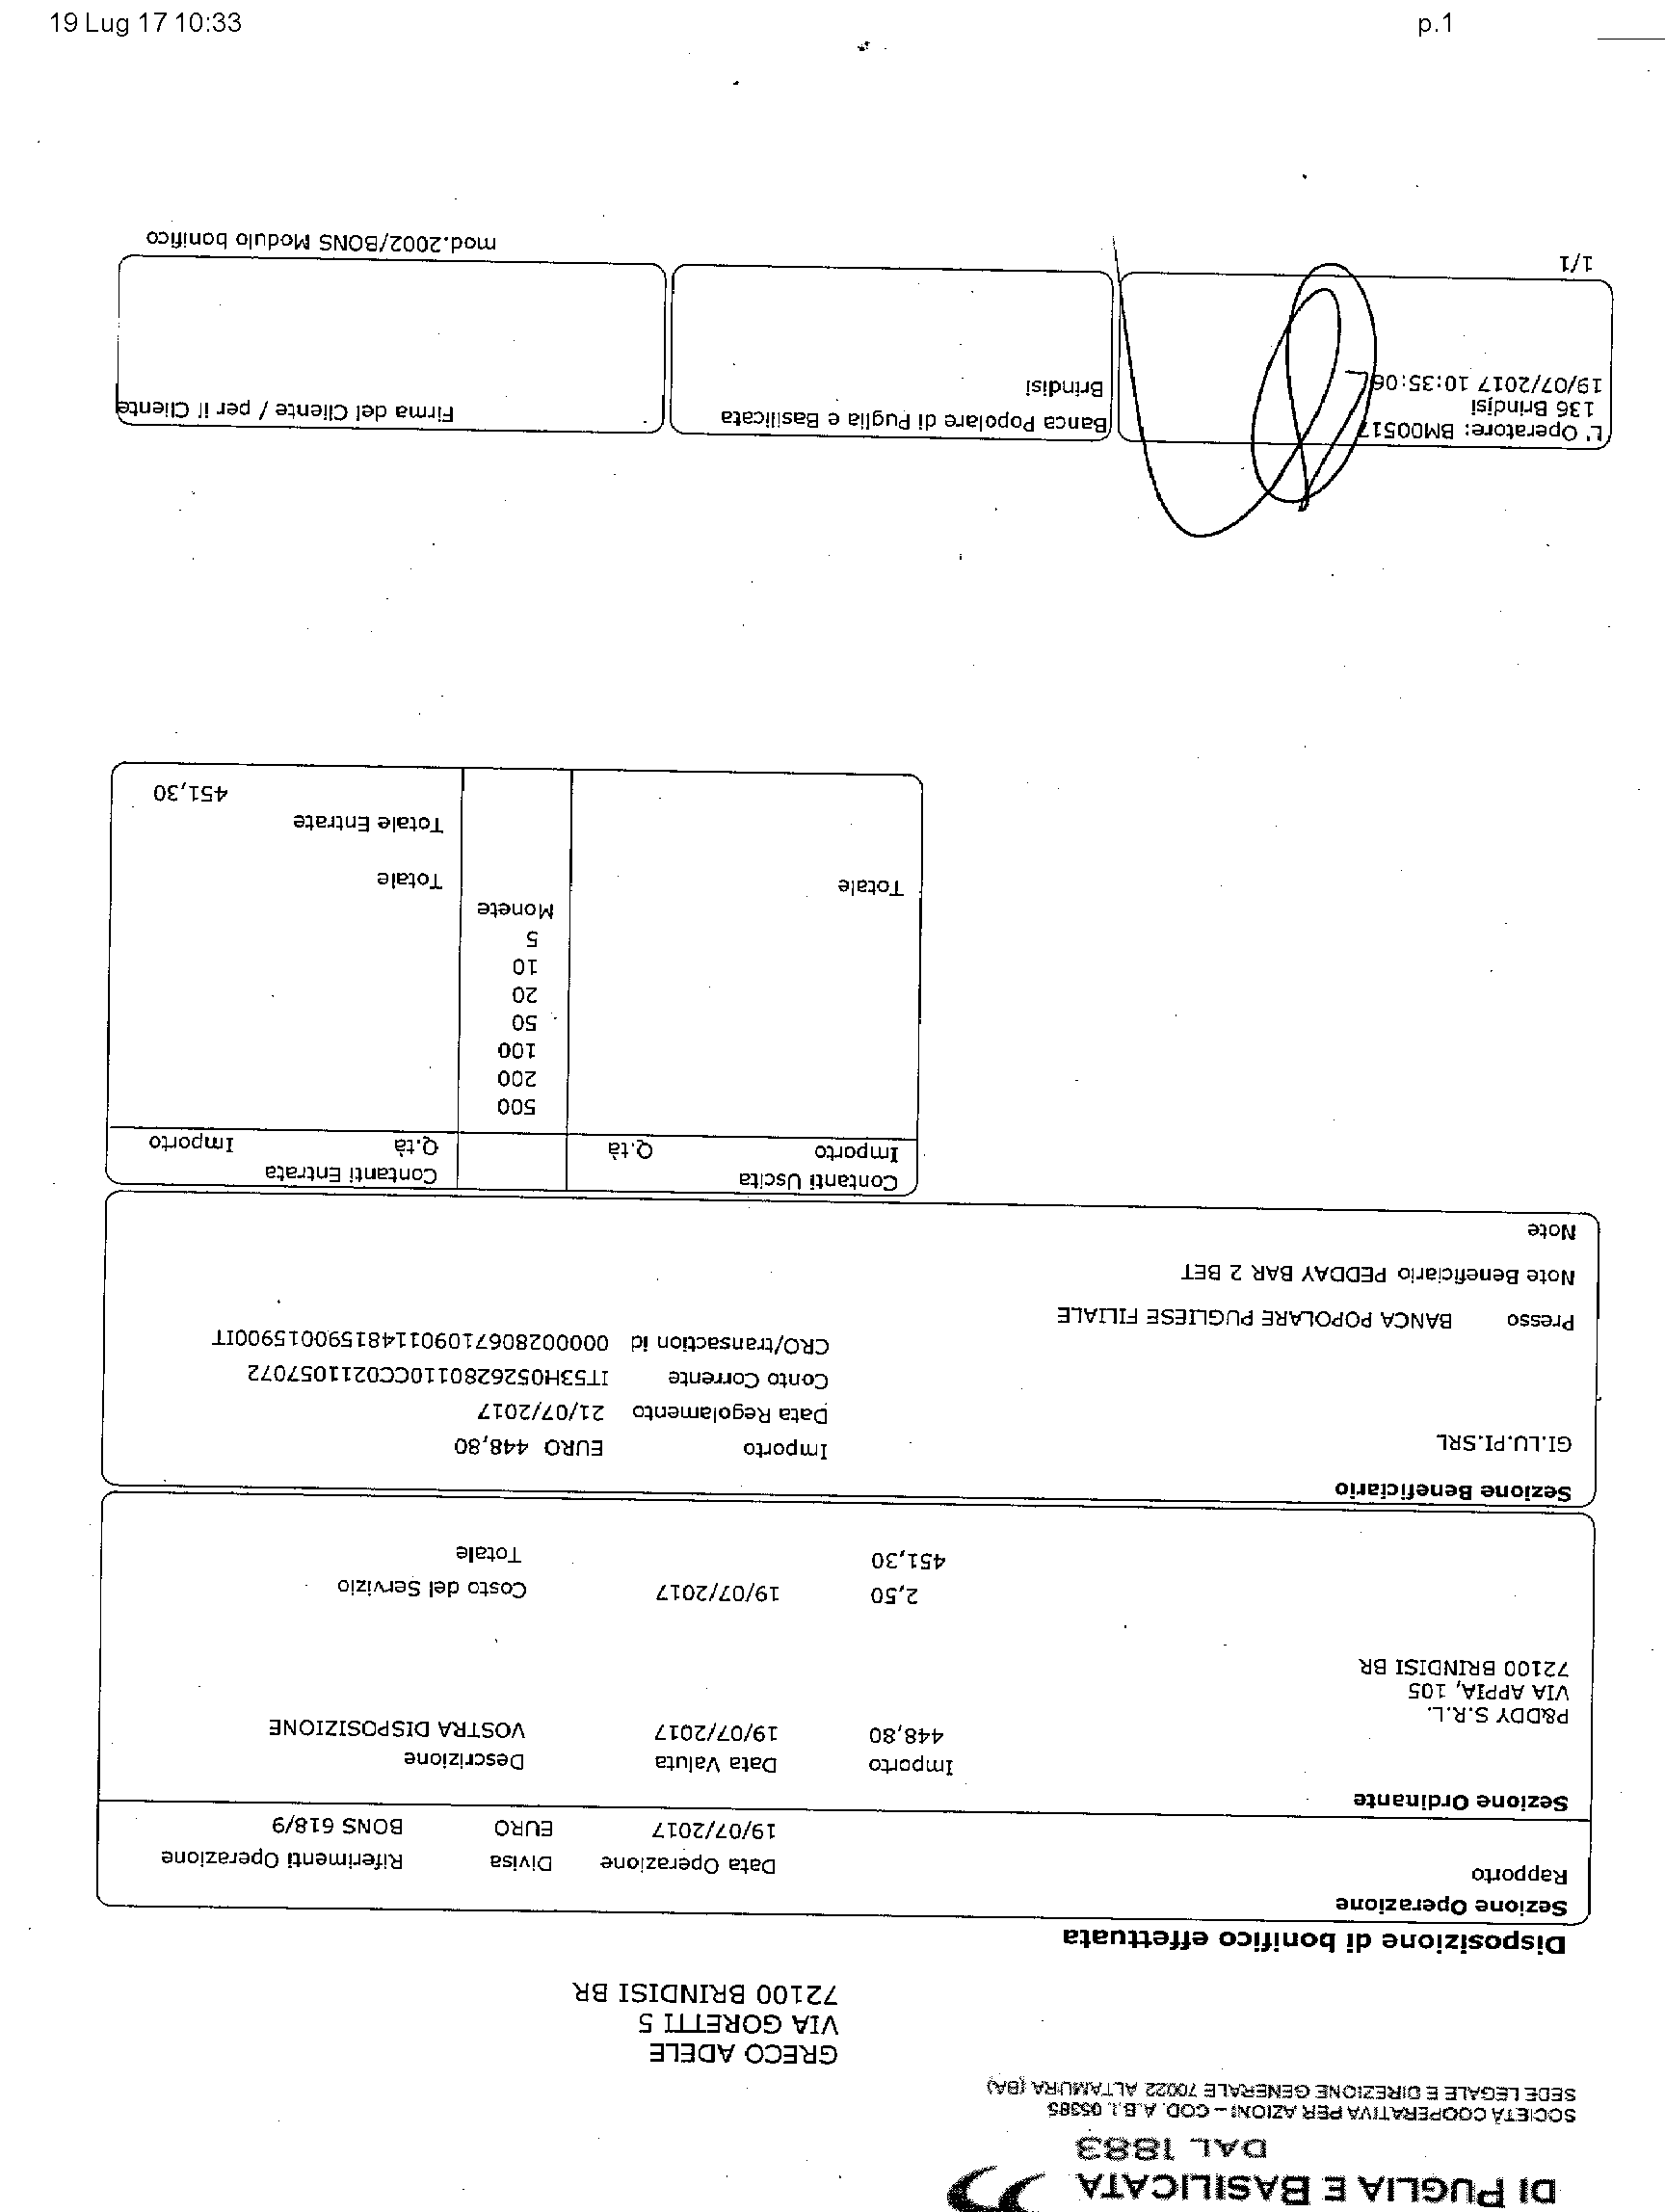 19 Lug 17 10:33 p.1
DI PUGLIA E BASILICATA
DAL 1883
SOCIETÀ COOPERATIVA PER AZIONI – COD. A.B.I. 05385
SEDE LEGALE E DIREZIONE GENERALE 70022 ALTAMURA (BA)
GRECO ADELE
VIA GORETTI 5
72100 BRINDISI BR
Disposizione di bonifico effettuata
Sezione Operazione
Rapporto Data Operazione Divisa Riferimenti Operazione
19/07/2017 EURO BONS 618/9
Sezione Ordinante
Importo Data Valuta Descrizione
448,80 19/07/2017 VOSTRA DISPOSIZIONE
P&DDY S.R.L.
VIA APPIA, 105
72100 BRINDISI BR
2,50 19/07/2017 Costo del Servizio
451,30 Totale
Sezione Beneficiario
GI.LU.PI.SRL Importo EURO 448,80
Data Regolamento 21/07/2017
Conto Corrente IT53H0526280110CC0211057072
CRO/transaction id 0000028067109011481590015900IT
Presso BANCA POPOLARE PUGLIESE FILIALE
Note Beneficiario PEDDAY BAR 2 BET
Note
Contanti Uscita Contanti Entrata
Importo Q.tà Q.tà Importo
500
200
100
50
20
10
5
Monete
Totale Totale
Totale Entrate
451,30
L' Operatore: BM00517
136 Brindisi
19/07/2017 10:35:06
Banca Popolare di Puglia e Basilicata
Brindisi
Firma del Cliente / per il Cliente
1/1 mod.2002/BONS Modulo bonifico